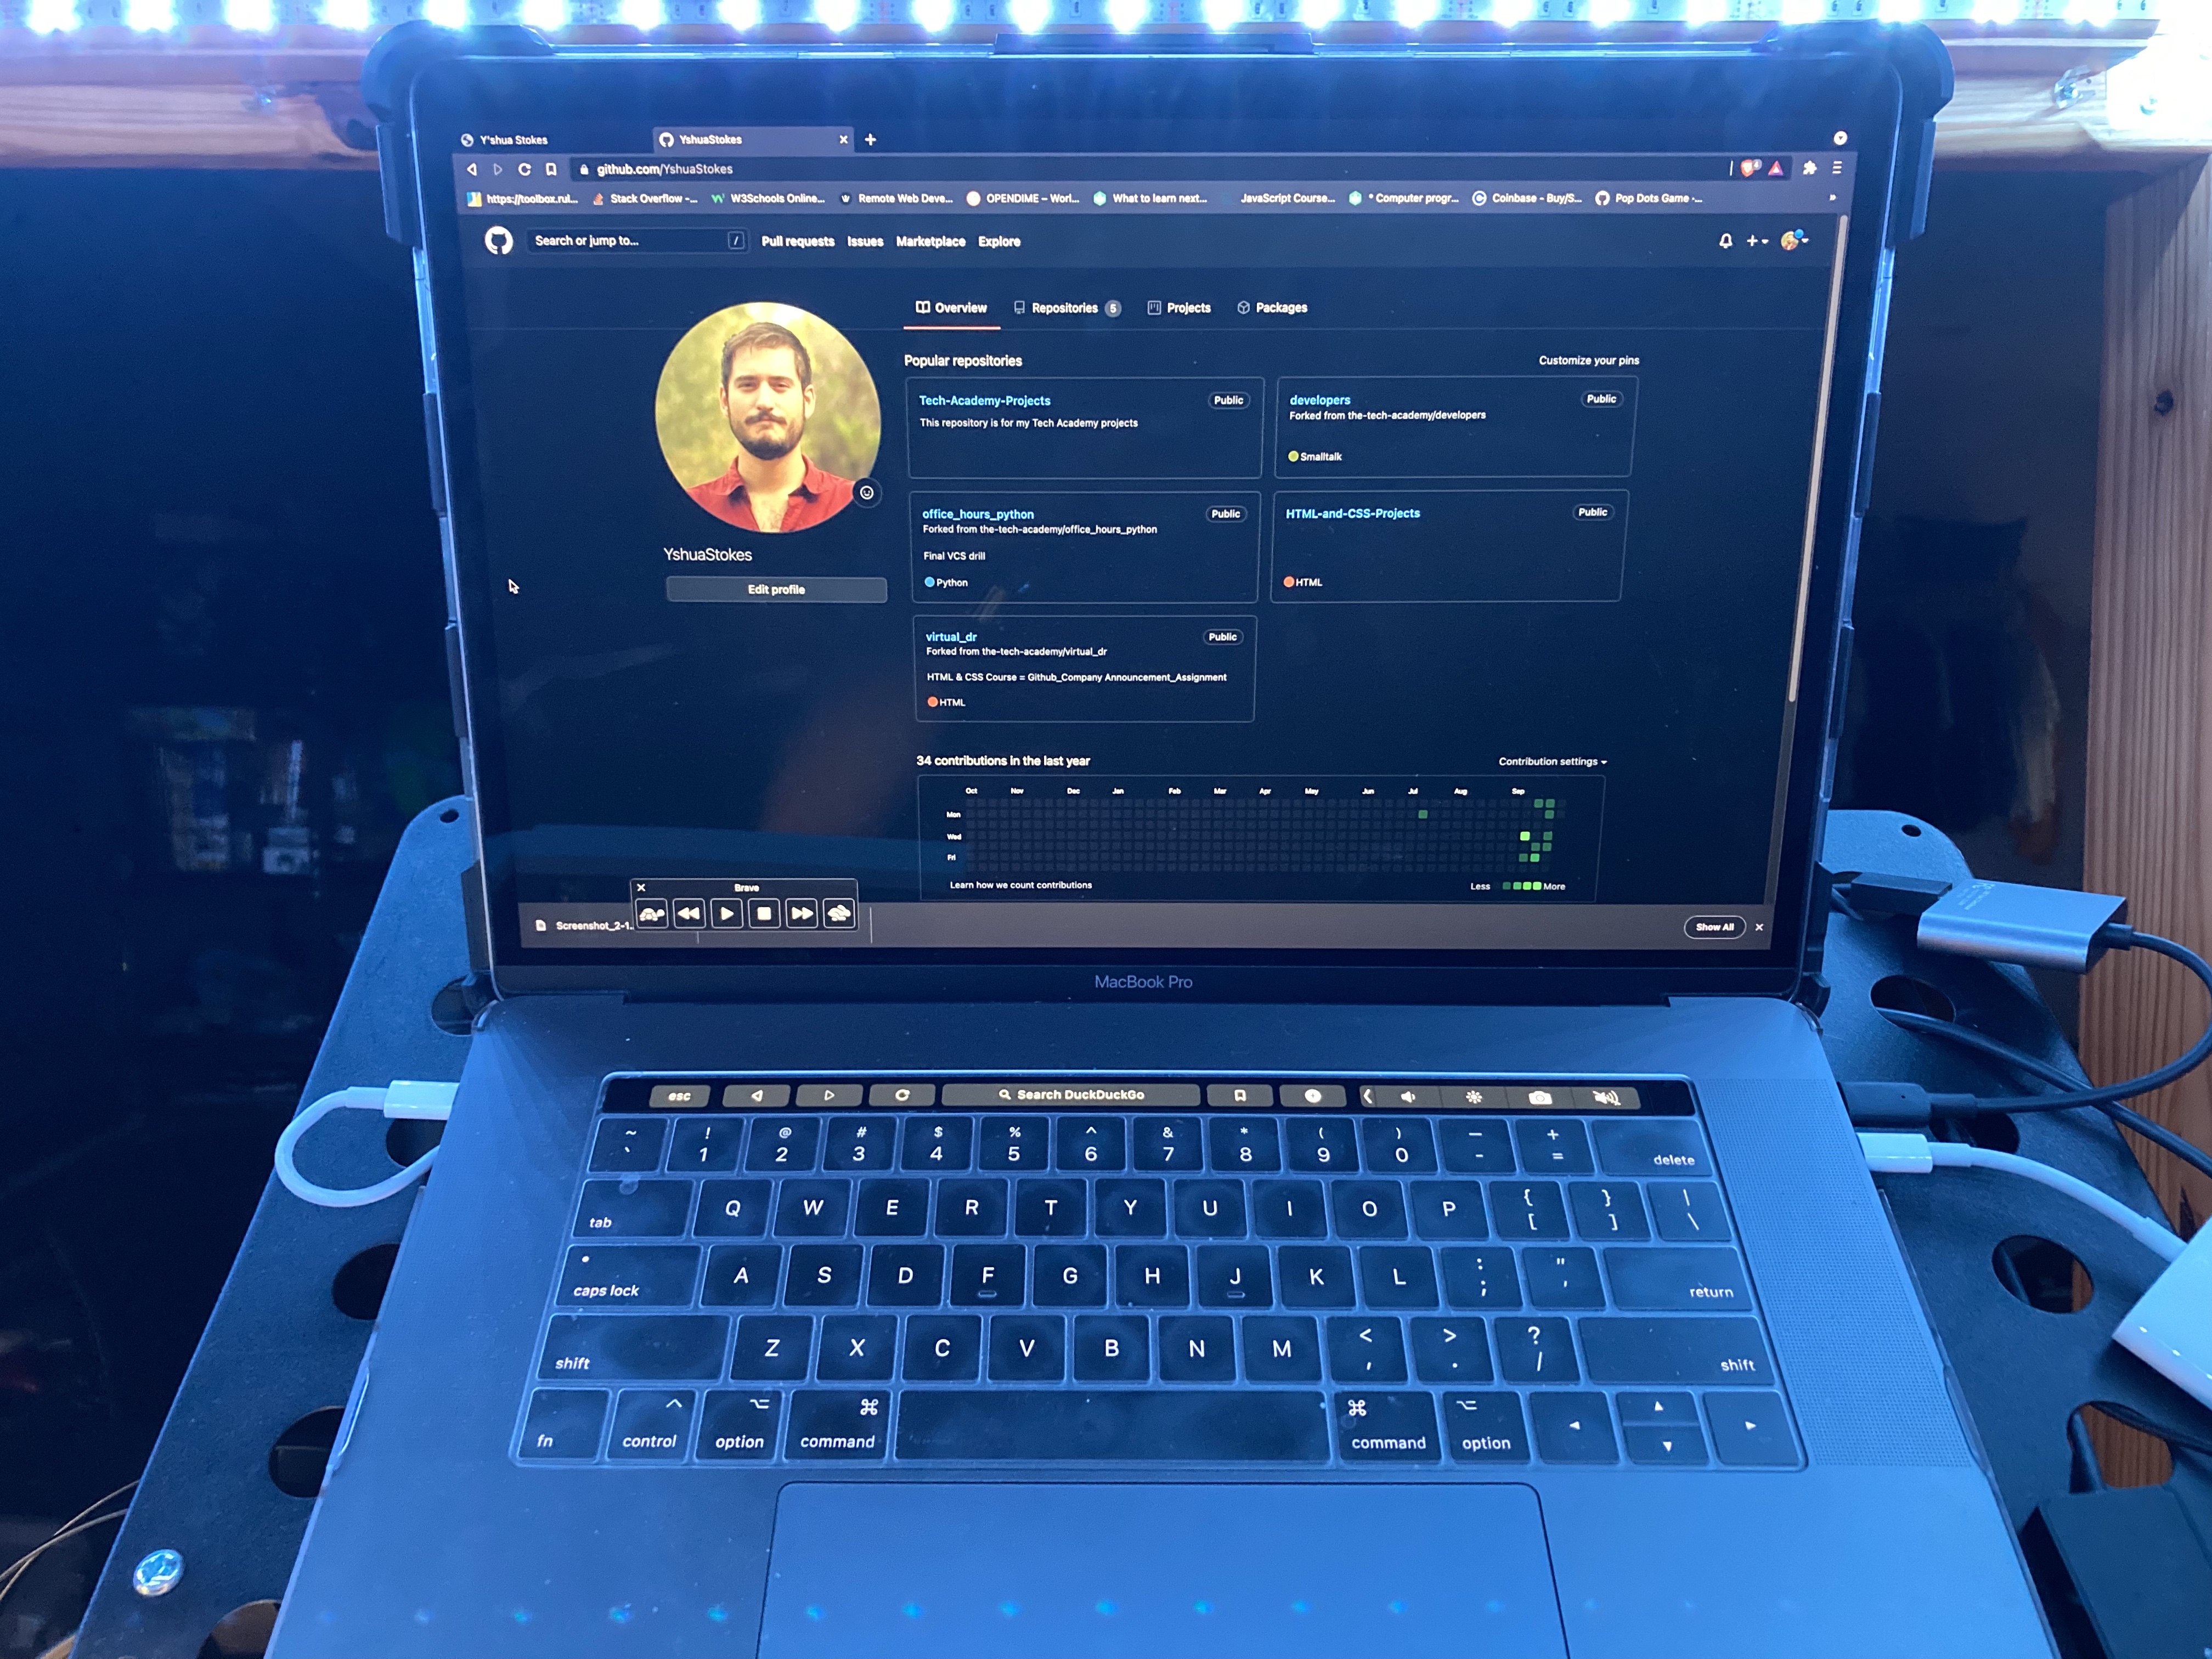 Y'shua Stokes
YshuaStokes
github.com/YshuaStokes
4
https://toolbox.rul... Stack Overflow -... W3Schools Online... Remote Web Deve... OPENDIME – Worl... What to learn next... JavaScript Course... * Computer progr... Coinbase - Buy/S... Pop Dots Game -... »
Search or jump to... / Pull requests Issues Marketplace Explore
Overview Repositories 5 Projects Packages
Popular repositories Customize your pins
Tech-Academy-Projects Public
This repository is for my Tech Academy projects
developers Public
Forked from the-tech-academy/developers
Smalltalk
office_hours_python Public
Forked from the-tech-academy/office_hours_python
Final VCS drill
Python
HTML-and-CSS-Projects Public
HTML
YshuaStokes
Edit profile
virtual_dr Public
Forked from the-tech-academy/virtual_dr
HTML & CSS Course = Github_Company Announcement_Assignment
HTML
34 contributions in the last year Contribution settings
Oct Nov Dec Jan Feb Mar Apr May Jun Jul Aug Sep
Mon
Wed
Fri
Learn how we count contributions Less More
Brave
Screenshot_2-1... Show All
MacBook Pro
esc Search DuckDuckGo
~ ! @ # $ % ^ & * ( ) — +
` 1 2 3 4 5 6 7 8 9 0 - = delete
tab Q W E R T Y U I O P { [ } ] | \
caps lock A S D F G H J K L : ; " ' return
shift Z X C V B N M < , > . ? / shift
fn control option command command option